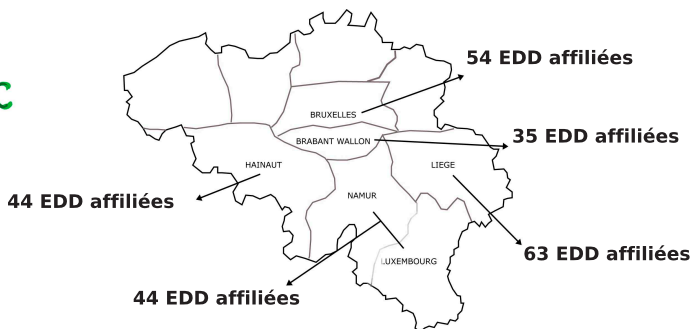 54 EDD affiliées
C
BRUXELLES
35 EDD affiliées
BRABANT WALLON
HAINAUT
LIEGE
44 EDD affiliées
NAMUR
63 EDD affiliées
LUXEMBOURG
44 EDD affiliées